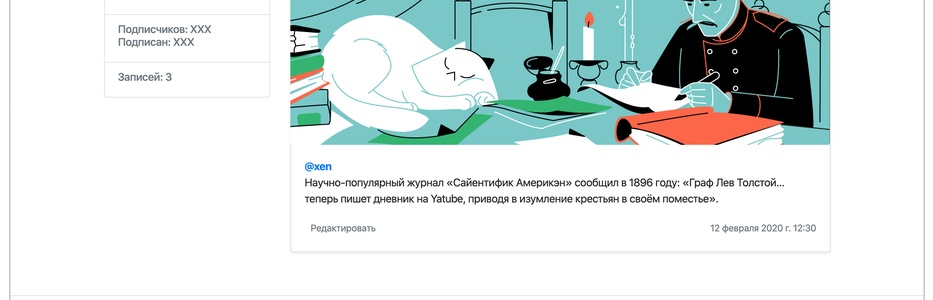 Подписчиков: XXX
Подписан: XXX
Записей: 3
@xen
Научно-популярный журнал «Сайентифик Америкэн» сообщил в 1896 году: «Граф Лев Толстой...
теперь пишет дневник на Yatube, приводя в изумление крестьян в своём поместье».
Редактировать
12 февраля 2020 г. 12:30